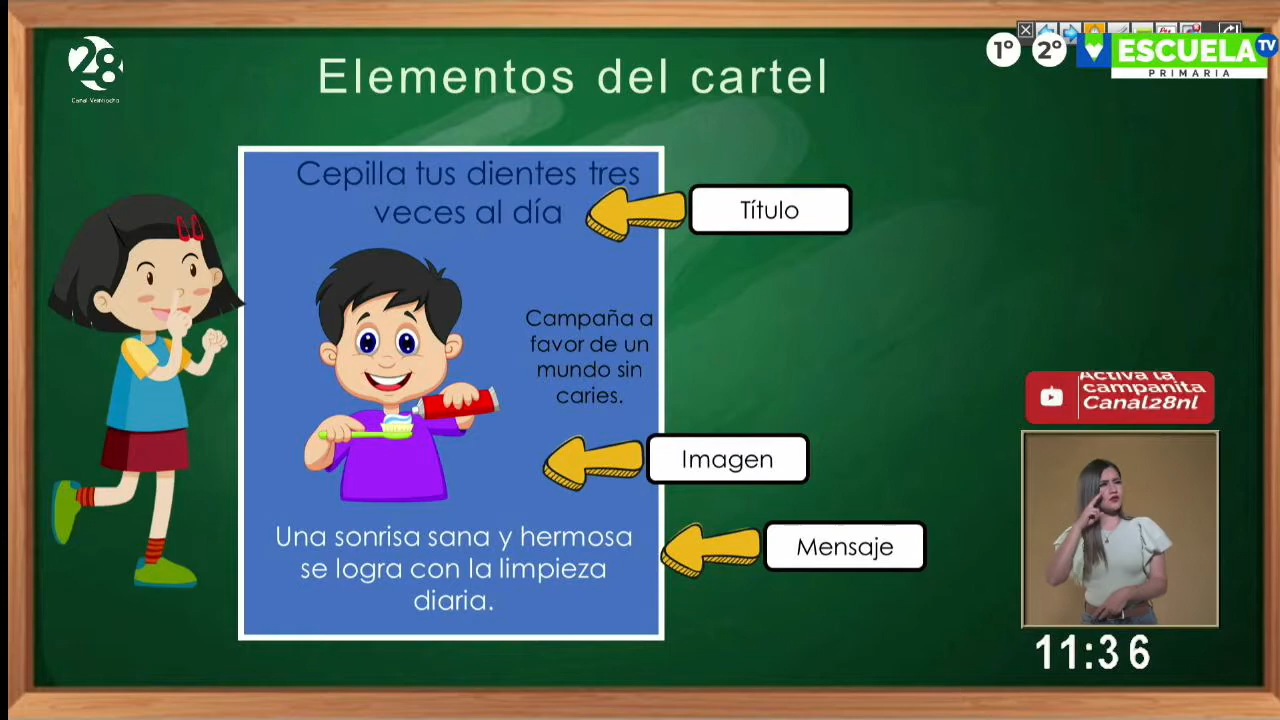 28
Canal Veintiocho
Elementos del cartel
1° 2° ESCUELA TV
PRIMARIA
Cepilla tus dientes tres
veces al día
Título
Campaña a
favor de un
mundo sin
caries.
Imagen
Una sonrisa sana y hermosa
se logra con la limpieza
diaria.
Mensaje
Activa la
campanita
Canal28nl
11:36